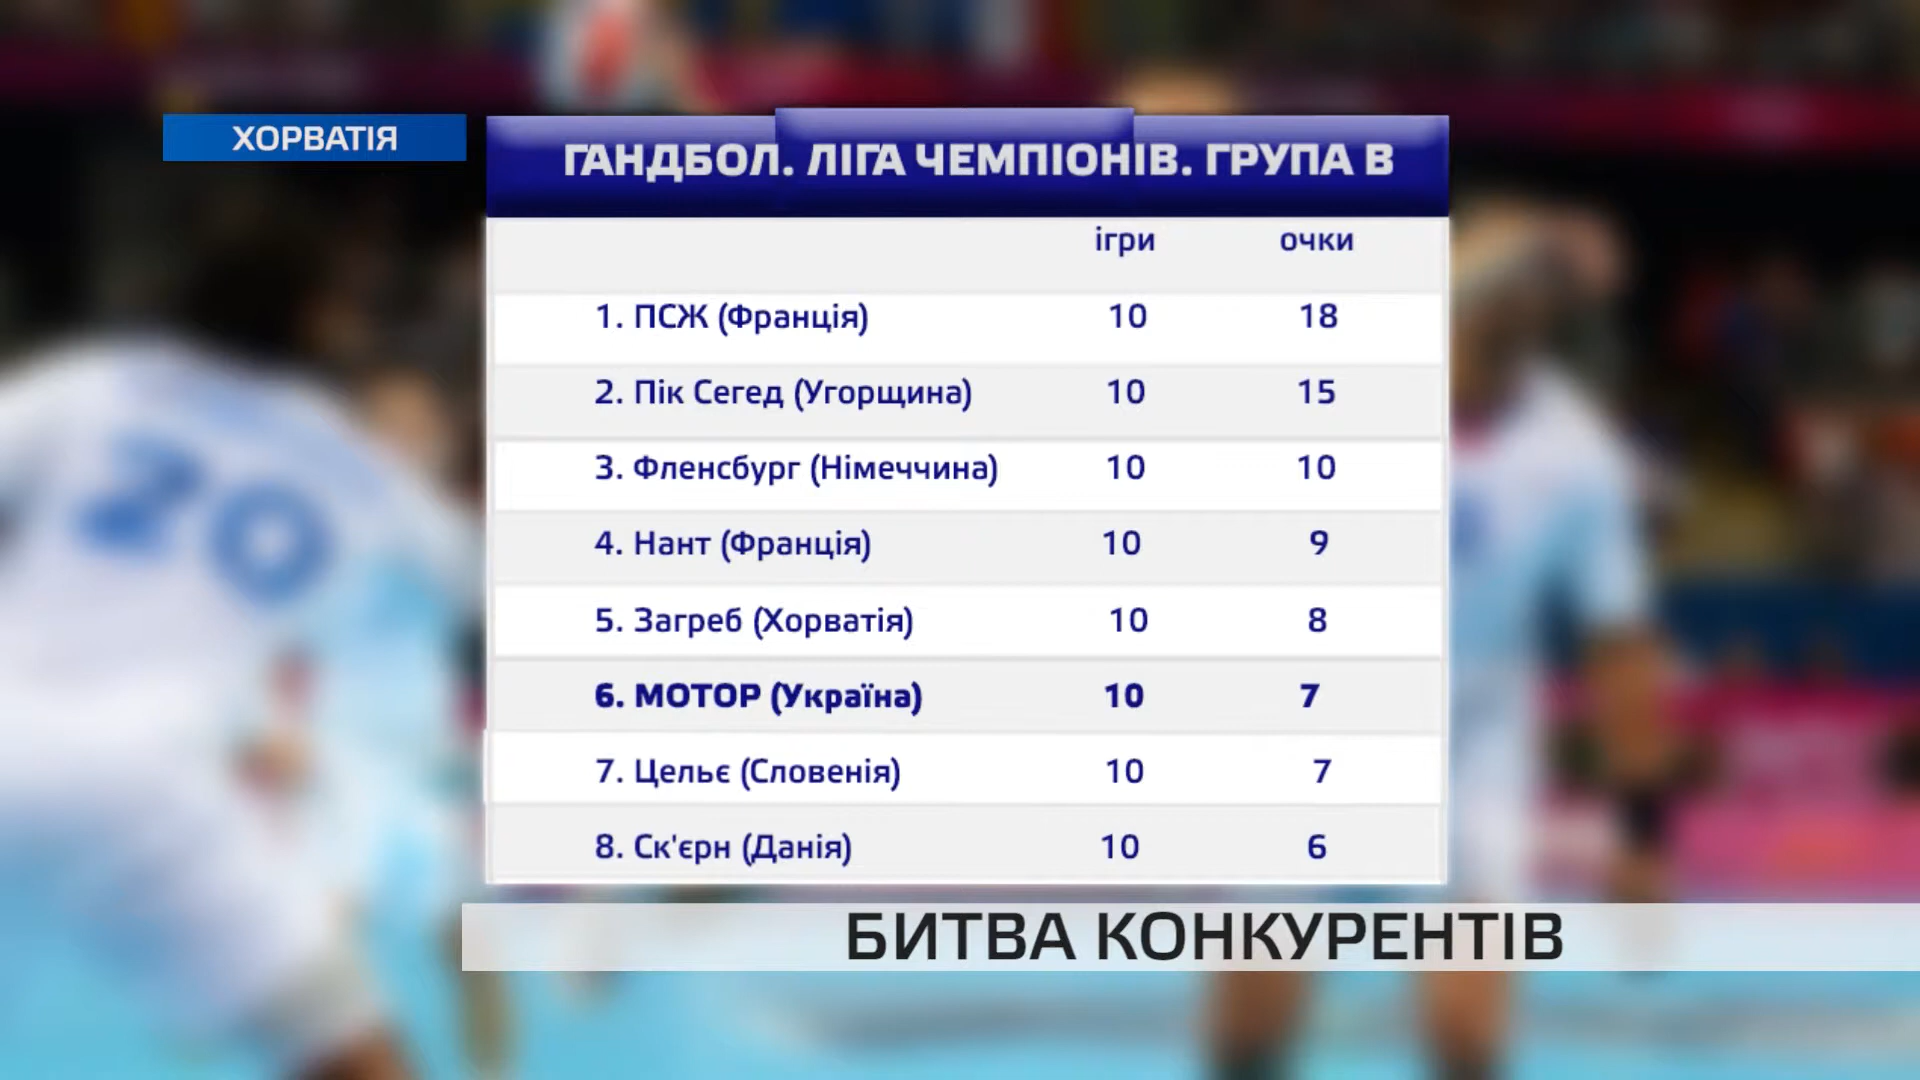 ХОРВАТІЯ
ГАНДБОЛ. ЛІГА ЧЕМПІОНІВ. ГРУПА В
ігри очки
1. ПСЖ (Франція) 10 18
2. Пік Сегед (Угорщина) 10 15
3. Фленсбург (Німеччина) 10 10
4. Нант (Франція) 10 9
5. Загреб (Хорватія) 10 8
6. МОТОР (Україна) 10 7
7. Цельє (Словенія) 10 7
8. Ск'єрн (Данія) 10 6
БИТВА КОНКУРЕНТІВ
20